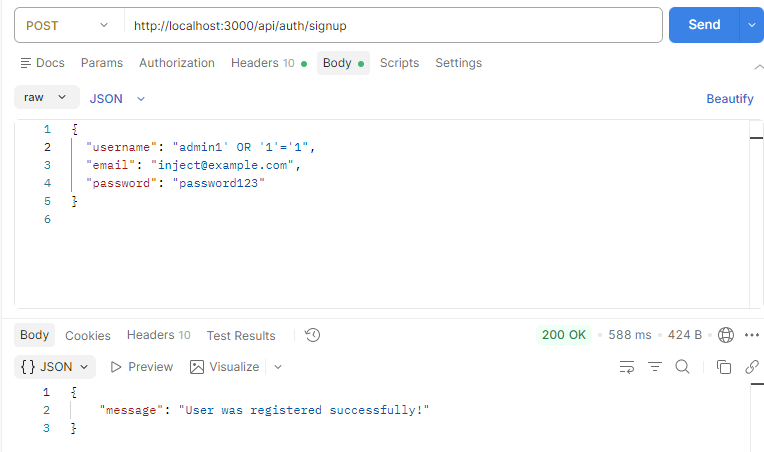 POST http://localhost:3000/api/auth/signup Send
Docs Params Authorization Headers 10 Body Scripts Settings
raw JSON Beautify
1 {
2 "username": "admin1' OR '1'='1",
3 "email": "inject@example.com",
4 "password": "password123"
5 }
6
Body Cookies Headers 10 Test Results 200 OK • 588 ms • 424 B •
{} JSON Preview Visualize
1 {
2 "message": "User was registered successfully!"
3 }